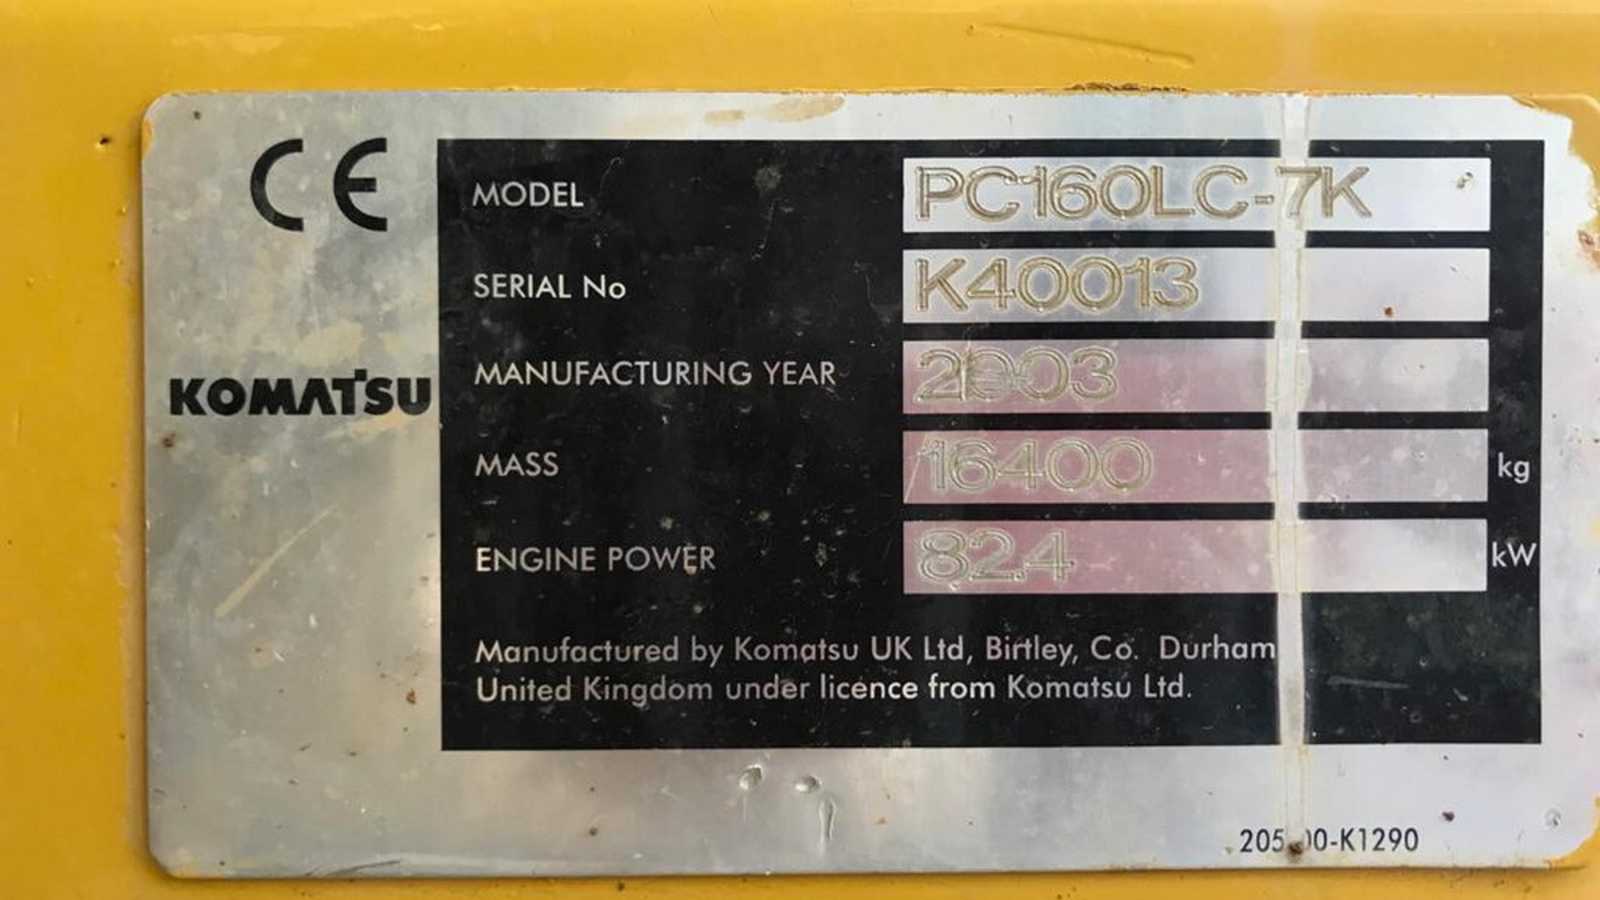 CE
KOMATSU
MODEL PC160LC-7K
SERIAL No K40013
MANUFACTURING YEAR 2003
MASS 16400 kg
ENGINE POWER 82.4 kW
Manufactured by Komatsu UK Ltd, Birtley, Co. Durham
United Kingdom under licence from Komatsu Ltd.